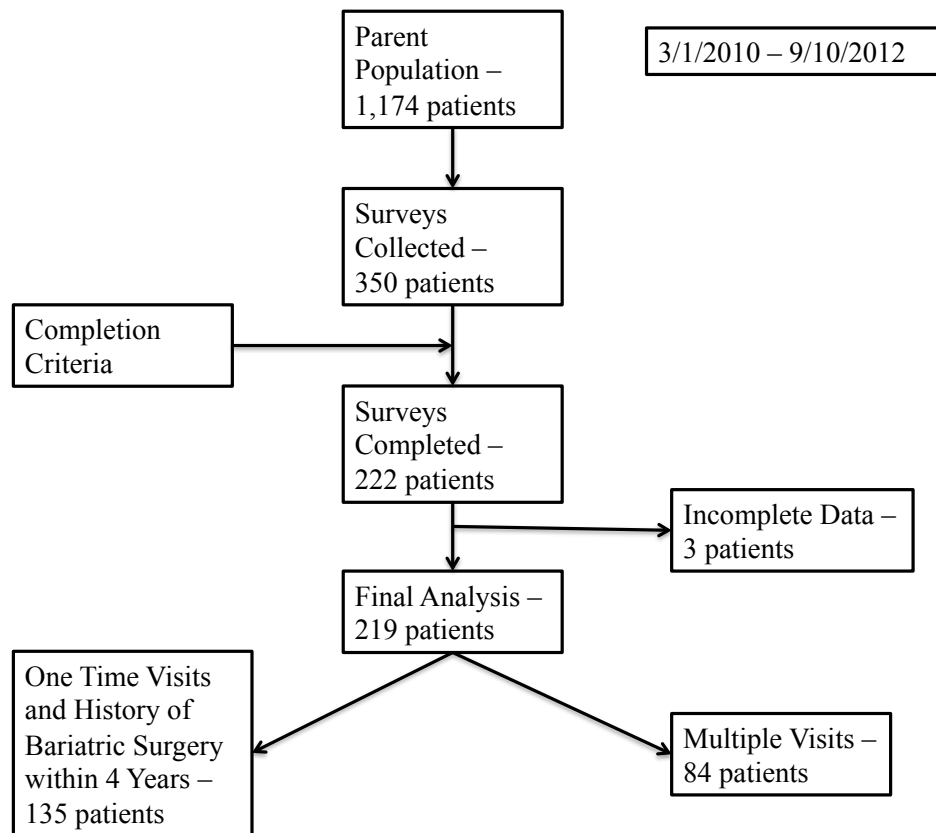 Parent
Population –
1,174 patients
3/1/2010 – 9/10/2012
Surveys
Collected –
350 patients
Completion
Criteria
Surveys
Completed –
222 patients
Incomplete Data –
3 patients
Final Analysis –
219 patients
One Time Visits
and History of
Bariatric Surgery
within 4 Years –
135 patients
Multiple Visits –
84 patients